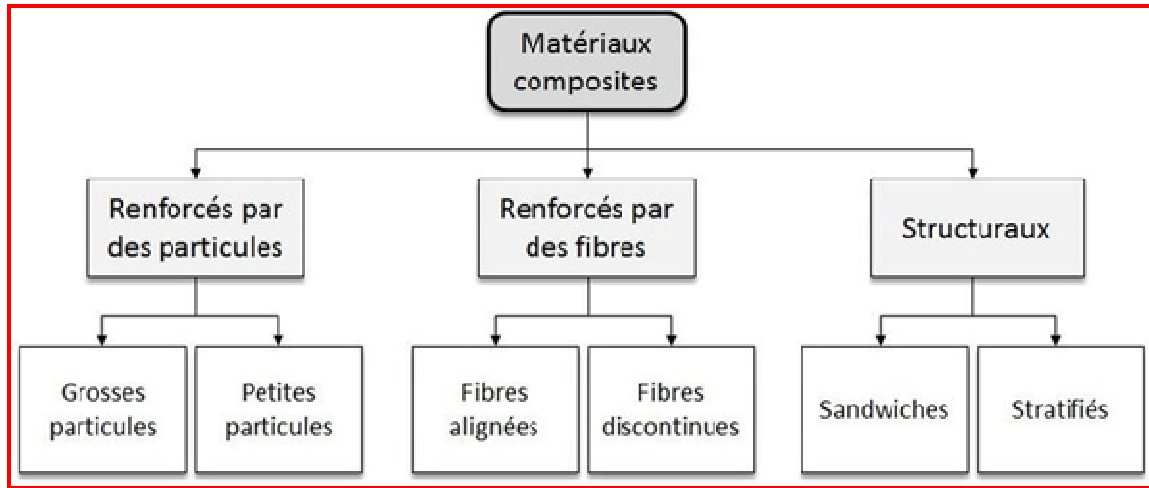 Matériaux
composites
Renforcés par
des particules
Renforcés par
des fibres
Structuraux
Grosses
particules
Petites
particules
Fibres
alignées
Fibres
discontinues
Sandwiches
Stratifiés